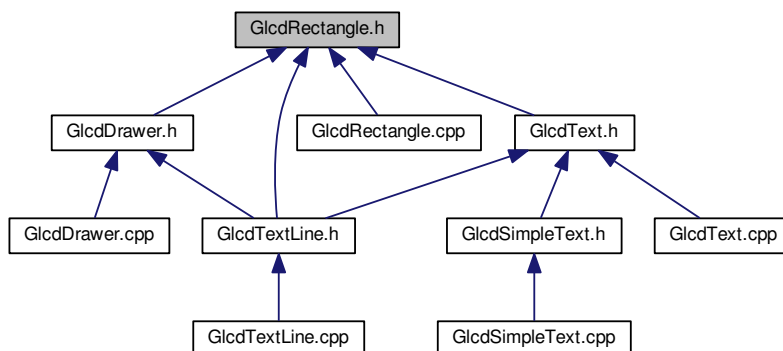 GlcdRectangle.h
GlcdDrawer.h
GlcdRectangle.cpp
GlcdText.h
GlcdDrawer.cpp
GlcdTextLine.h
GlcdSimpleText.h
GlcdText.cpp
GlcdTextLine.cpp
GlcdSimpleText.cpp